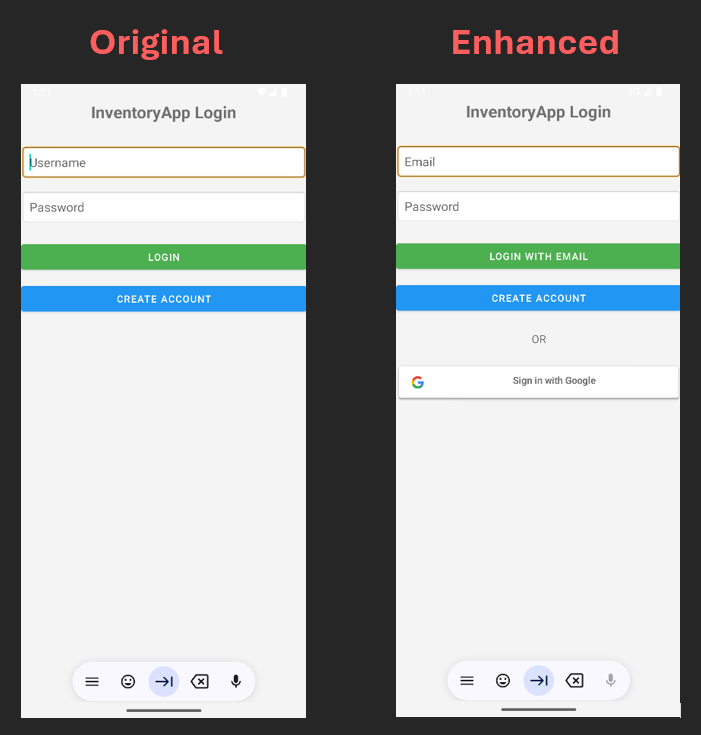 Original
Enhanced
InventoryApp Login
Username
Password
LOGIN
CREATE ACCOUNT
InventoryApp Login
Email
Password
LOGIN WITH EMAIL
CREATE ACCOUNT
OR
Sign in with Google